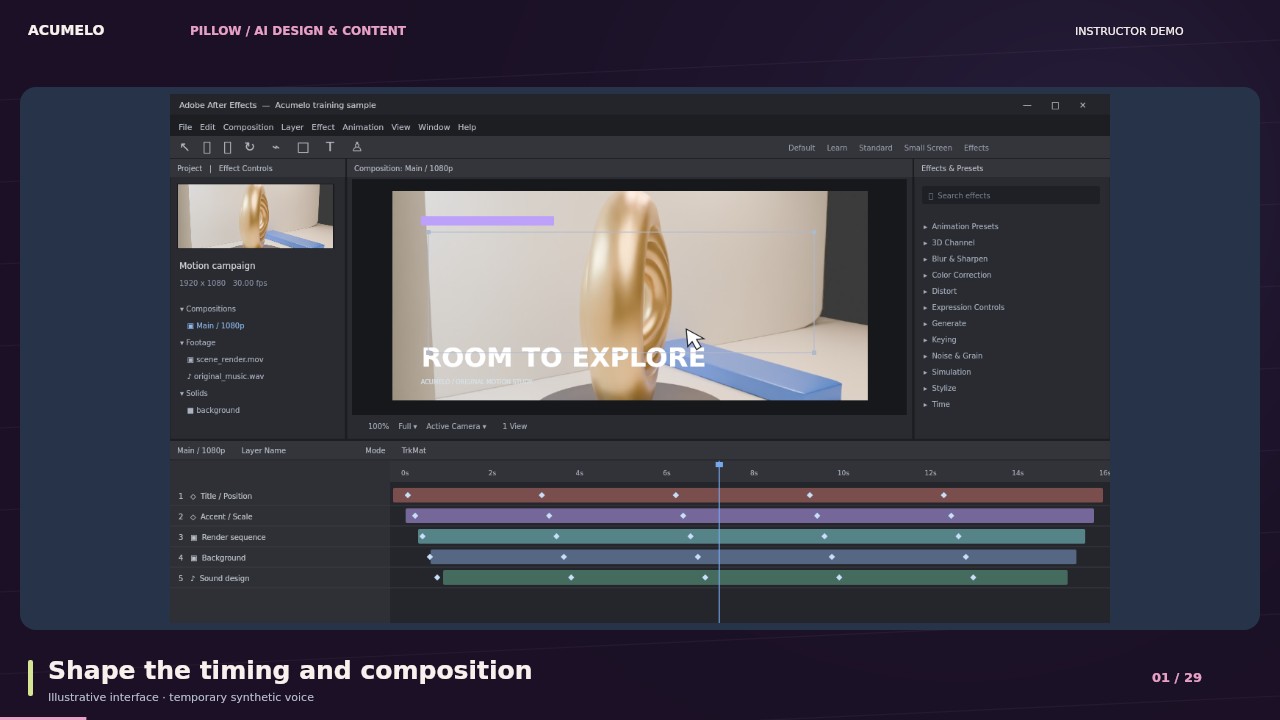 ACUMELO
PILLOW / AI DESIGN & CONTENT
INSTRUCTOR DEMO
Adobe After Effects — Acumelo training sample
File Edit Composition Layer Effect Animation View Window Help
T
Default Learn Standard Small Screen Effects
Project | Effect Controls
Composition: Main / 1080p
Effects & Presets
Search effects
Motion campaign
1920 x 1080 30.00 fps
Compositions
Main / 1080p
Footage
scene_render.mov
original_music.wav
Solids
background
ROOM TO EXPLORE
Animation Presets
3D Channel
Blur & Sharpen
Color Correction
Distort
Expression Controls
Generate
Keying
Noise & Grain
Simulation
Stylize
Time
100% Full Active Camera 1 View
Main / 1080p Layer Name Mode TrkMat
0s 2s 4s 6s 8s 10s 12s 14s 16s
1 Title / Position
2 Accent / Scale
3 Render sequence
4 Background
5 Sound design
Shape the timing and composition
Illustrative interface · temporary synthetic voice
01 / 29